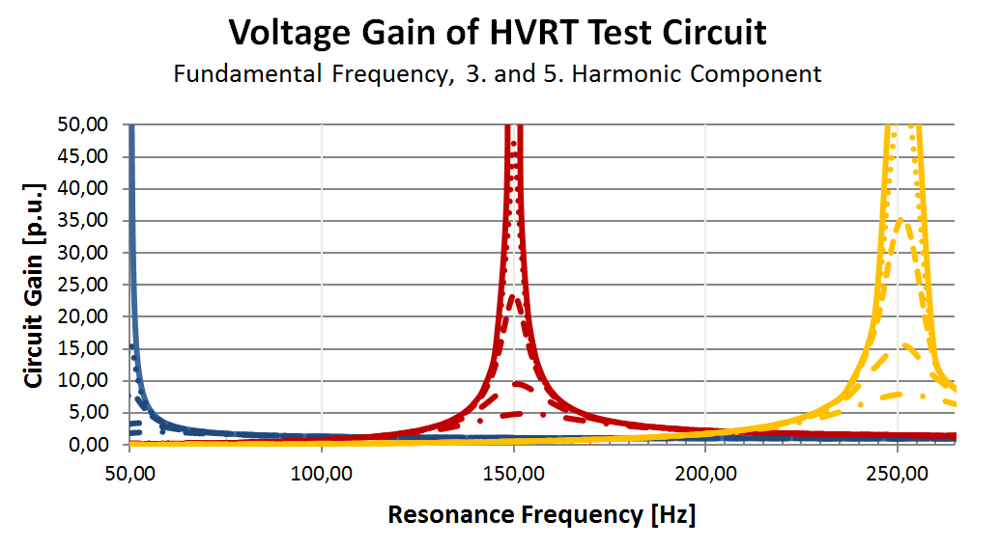 Voltage Gain of HVRT Test Circuit
Fundamental Frequency, 3. and 5. Harmonic Component
50,00
45,00
40,00
35,00
30,00
25,00
20,00
15,00
10,00
5,00
0,00
Circuit Gain [p.u.]
50,00 100,00 150,00 200,00 250,00
Resonance Frequency [Hz]